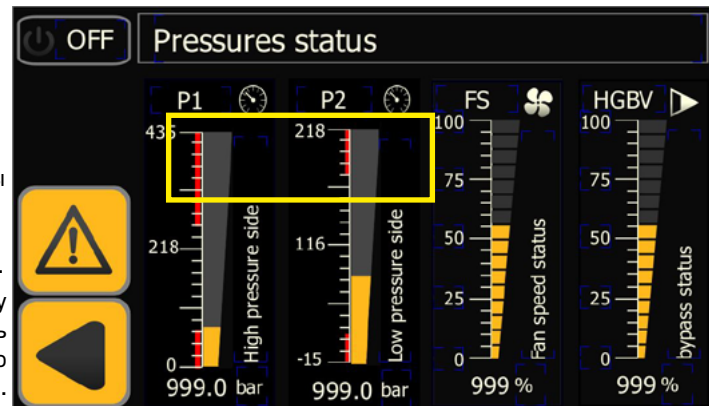 OFF
Pressures status
P1
P2
FS
HGBV
435
218
0
High pressure side
999.0 bar
218
116
-15
Low pressure side
999.0 bar
100
75
50
25
0
Fan speed status
999 %
100
75
50
25
0
bypass status
999 %
ы
.
у
ь
о
.